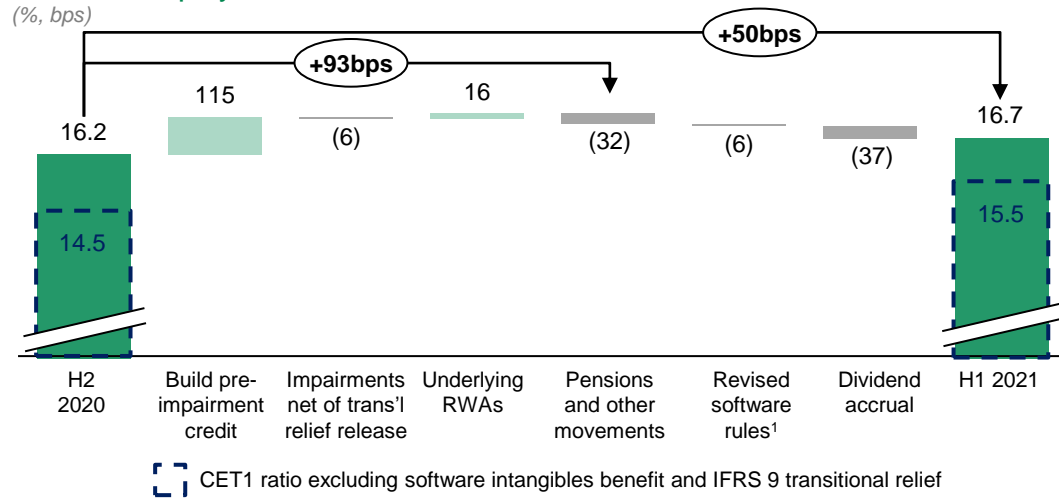 (%, bps)
+50bps
+93bps
115
16
16.2
16.7
(6)
(32)
(6)
(37)
14.5
15.5
H2
2020
Build pre-
impairment
credit
Impairments
net of trans'l
relief release
Underlying
RWAs
Pensions
and other
movements
Revised
software
rules¹
Dividend
accrual
H1 2021
CET1 ratio excluding software intangibles benefit and IFRS 9 transitional relief